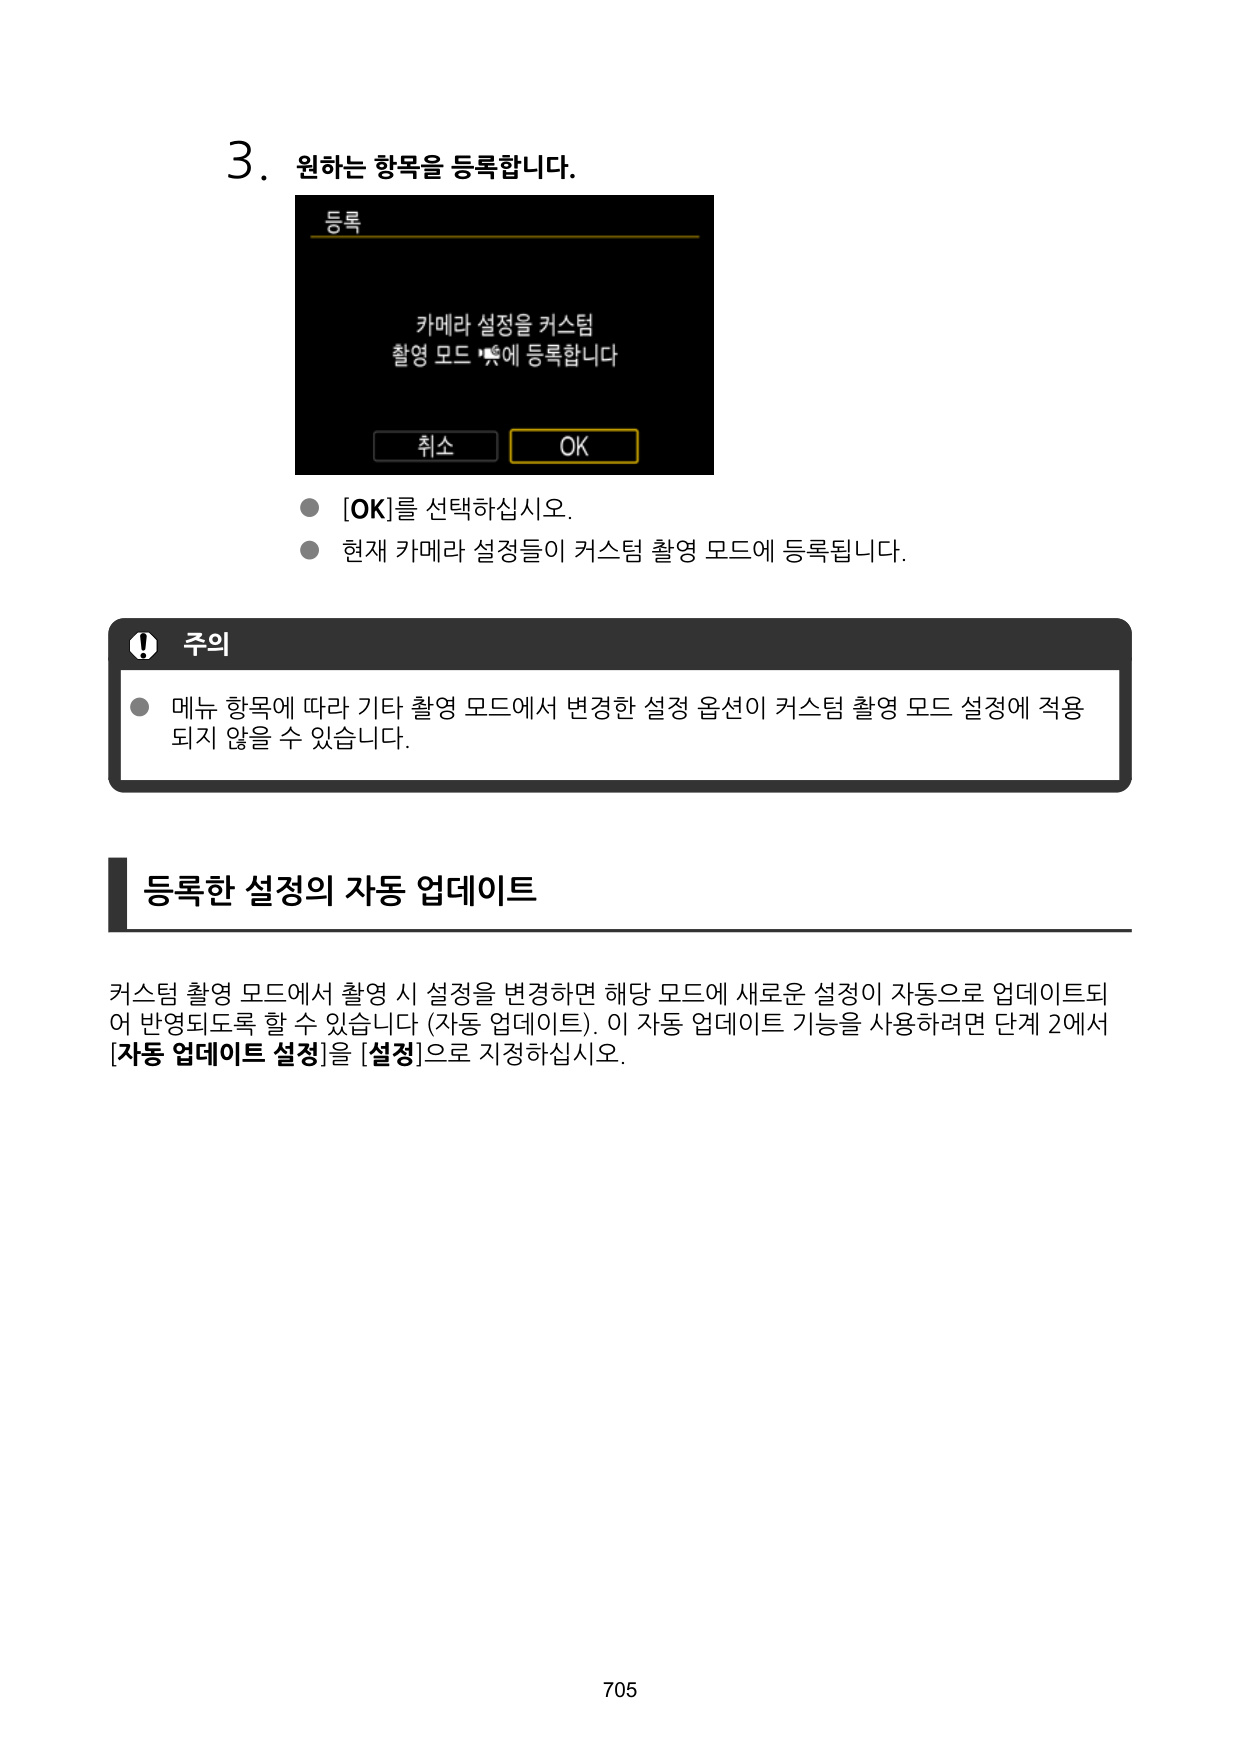 3. 원하는 항목을 등록합니다.
등록
카메라 설정을 커스텀
촬영 모드 에 등록합니다
취소 OK
● [OK]를 선택하십시오.
● 현재 카메라 설정들이 커스텀 촬영 모드에 등록됩니다.
주의
● 메뉴 항목에 따라 기타 촬영 모드에서 변경한 설정 옵션이 커스텀 촬영 모드 설정에 적용
되지 않을 수 있습니다.
등록한 설정의 자동 업데이트
커스텀 촬영 모드에서 촬영 시 설정을 변경하면 해당 모드에 새로운 설정이 자동으로 업데이트되
어 반영되도록 할 수 있습니다 (자동 업데이트). 이 자동 업데이트 기능을 사용하려면 단계 2에서
[자동 업데이트 설정]을 [설정]으로 지정하십시오.
705